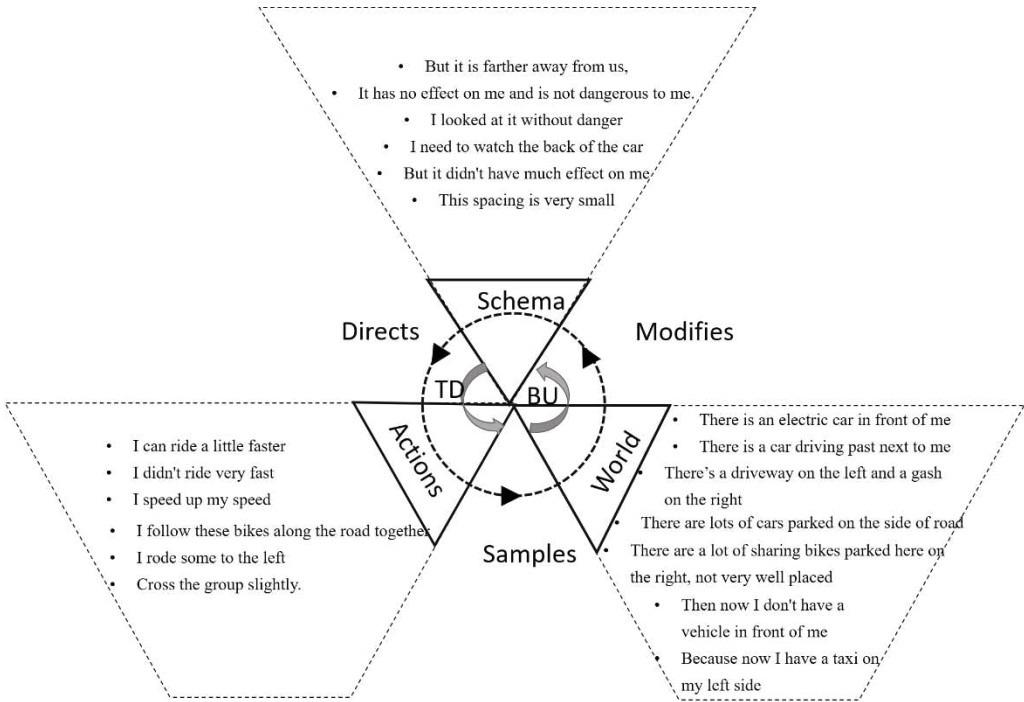 • But it is farther away from us,
• It has no effect on me and is not dangerous to me.
• I looked at it without danger
• I need to watch the back of the car
• But it didn't have much effect on me
• This spacing is very small
Schema
Directs
Modifies
TD
BU
Actions
World
Samples
• I can ride a little faster
• I didn't ride very fast
• I speed up my speed
• I follow these bikes along the road together
• I rode some to the left
• Cross the group slightly.
• There is an electric car in front of me
• There is a car driving past next to me
• There’s a driveway on the left and a gash
on the right
• There are lots of cars parked on the side of road
• There are a lot of sharing bikes parked here on
the right, not very well placed
• Then now I don't have a
vehicle in front of me
• Because now I have a taxi on
my left side